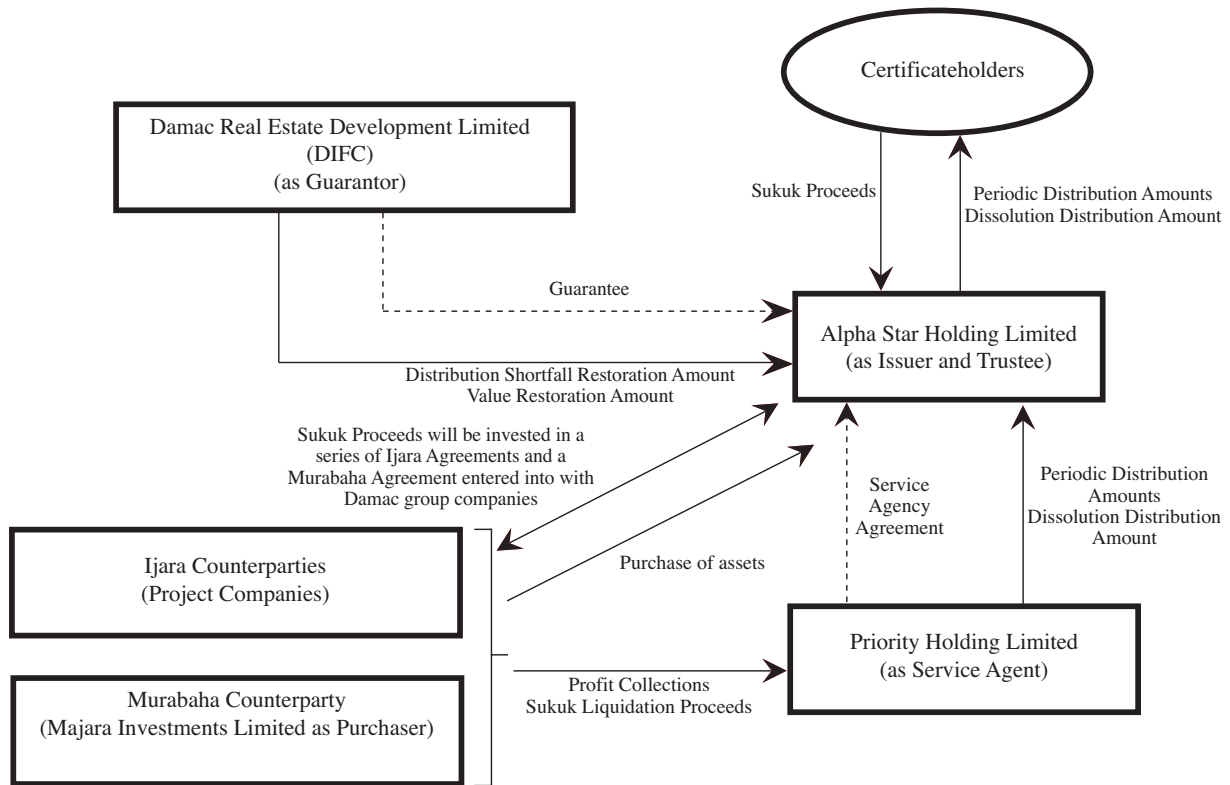 Certificateholders
Damac Real Estate Development Limited
(DIFC)
(as Guarantor)
Sukuk Proceeds
Periodic Distribution Amounts
Dissolution Distribution Amount
Guarantee
Alpha Star Holding Limited
(as Issuer and Trustee)
Distribution Shortfall Restoration Amount
Value Restoration Amount
Sukuk Proceeds will be invested in a
series of Ijara Agreements and a
Murabaha Agreement entered into with
Damac group companies
Service
Agency
Agreement
Periodic Distribution
Amounts
Dissolution Distribution
Amount
Ijara Counterparties
(Project Companies)
Purchase of assets
Priority Holding Limited
(as Service Agent)
Profit Collections
Sukuk Liquidation Proceeds
Murabaha Counterparty
(Majara Investments Limited as Purchaser)